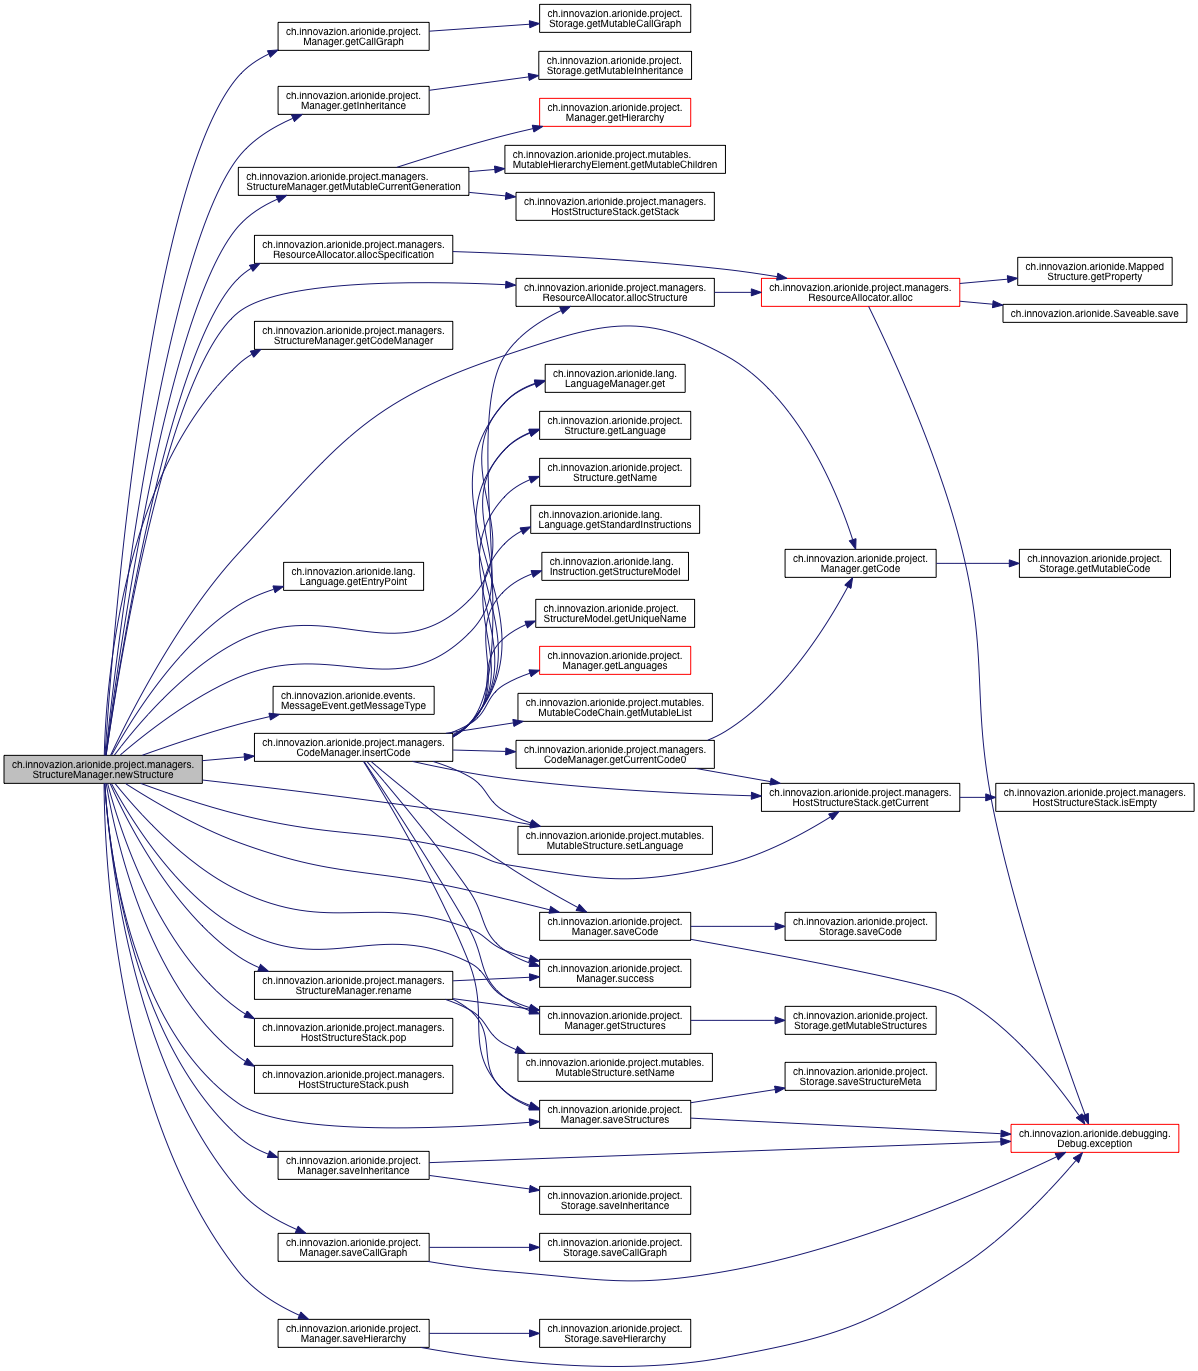 ch.innovazion.arionide.project.
Storage.getMutableCallGraph
ch.innovazion.arionide.project.
Manager.getCallGraph
ch.innovazion.arionide.project.
Storage.getMutableInheritance
ch.innovazion.arionide.project.
Manager.getInheritance
ch.innovazion.arionide.project.
Manager.getHierarchy
ch.innovazion.arionide.project.mutables.
MutableHierarchyElement.getMutableChildren
ch.innovazion.arionide.project.managers.
StructureManager.getMutableCurrentGeneration
ch.innovazion.arionide.project.managers.
HostStructureStack.getStack
ch.innovazion.arionide.project.managers.
ResourceAllocator.allocSpecification
ch.innovazion.arionide.Mapped
Structure.getProperty
ch.innovazion.arionide.project.managers.
ResourceAllocator.allocStructure
ch.innovazion.arionide.project.managers.
ResourceAllocator.alloc
ch.innovazion.arionide.Saveable.save
ch.innovazion.arionide.project.managers.
StructureManager.getCodeManager
ch.innovazion.arionide.lang.
LanguageManager.get
ch.innovazion.arionide.project.
Structure.getLanguage
ch.innovazion.arionide.project.
Structure.getName
ch.innovazion.arionide.lang.
Language.getStandardInstructions
ch.innovazion.arionide.lang.
Instruction.getStructureModel
ch.innovazion.arionide.project.
Manager.getCode
ch.innovazion.arionide.project.
Storage.getMutableCode
ch.innovazion.arionide.lang.
Language.getEntryPoint
ch.innovazion.arionide.project.
StructureModel.getUniqueName
ch.innovazion.arionide.project.
Manager.getLanguages
ch.innovazion.arionide.events.
MessageEvent.getMessageType
ch.innovazion.arionide.project.mutables.
MutableCodeChain.getMutableList
ch.innovazion.arionide.project.managers.
CodeManager.insertCode
ch.innovazion.arionide.project.managers.
CodeManager.getCurrentCode0
ch.innovazion.arionide.project.managers.
StructureManager.newStructure
ch.innovazion.arionide.project.managers.
HostStructureStack.getCurrent
ch.innovazion.arionide.project.managers.
HostStructureStack.isEmpty
ch.innovazion.arionide.project.mutables.
MutableStructure.setLanguage
ch.innovazion.arionide.project.
Manager.saveCode
ch.innovazion.arionide.project.
Storage.saveCode
ch.innovazion.arionide.project.
Manager.success
ch.innovazion.arionide.project.managers.
StructureManager.rename
ch.innovazion.arionide.project.
Manager.getStructures
ch.innovazion.arionide.project.
Storage.getMutableStructures
ch.innovazion.arionide.project.managers.
HostStructureStack.pop
ch.innovazion.arionide.project.mutables.
MutableStructure.setName
ch.innovazion.arionide.project.managers.
HostStructureStack.push
ch.innovazion.arionide.project.
Storage.saveStructureMeta
ch.innovazion.arionide.project.
Manager.saveStructures
ch.innovazion.arionide.debugging.
Debug.exception
ch.innovazion.arionide.project.
Manager.saveInheritance
ch.innovazion.arionide.project.
Storage.saveInheritance
ch.innovazion.arionide.project.
Manager.saveCallGraph
ch.innovazion.arionide.project.
Storage.saveCallGraph
ch.innovazion.arionide.project.
Manager.saveHierarchy
ch.innovazion.arionide.project.
Storage.saveHierarchy